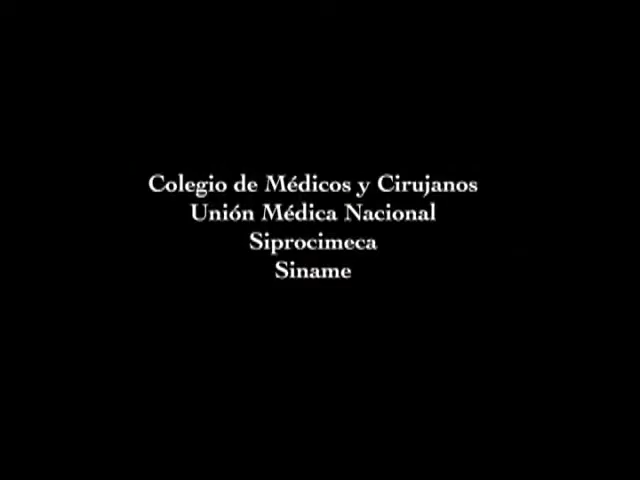 Colegio de Médicos y Cirujanos
Unión Médica Nacional
Siprocimeca
Siname